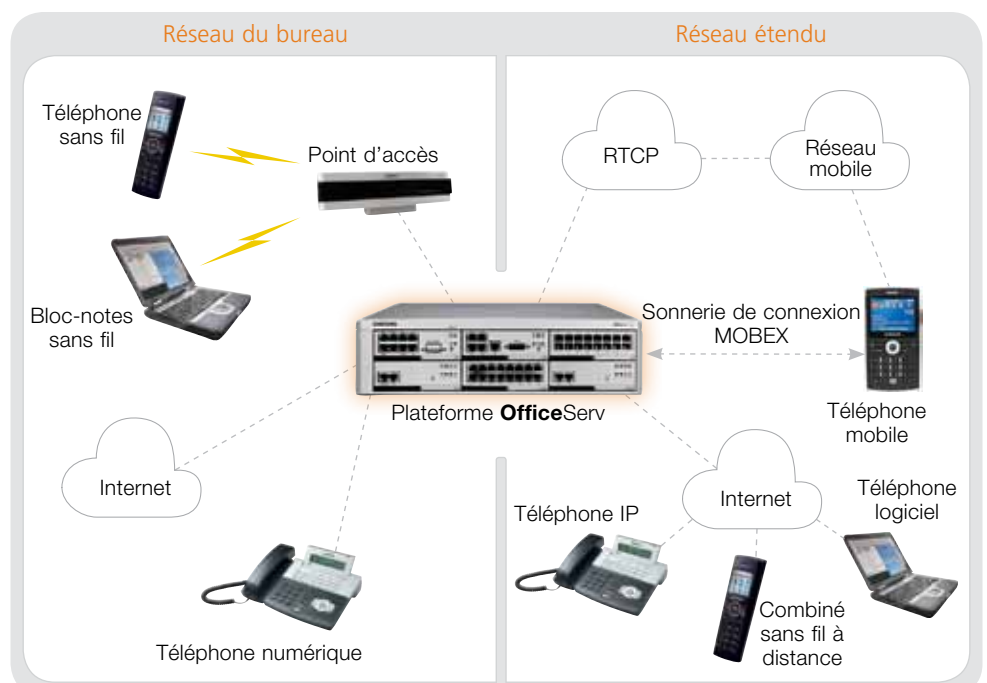 Réseau du bureau
Réseau étendu
Téléphone
sans fil
Point d'accès
RTCP
Réseau
mobile
Bloc-notes
sans fil
Sonnerie de connexion
MOBEX
Plateforme OfficeServ
Téléphone
mobile
Internet
Internet
Téléphone IP
Téléphone
logiciel
Téléphone numérique
Combiné
sans fil à
distance